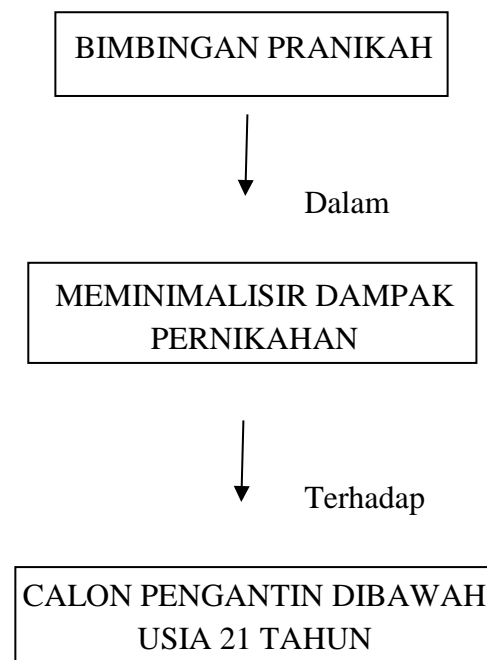 BIMBINGAN PRANIKAH
Dalam
MEMINIMALISIR DAMPAK
PERNIKAHAN
Terhadap
CALON PENGANTIN DIBAWAH
USIA 21 TAHUN